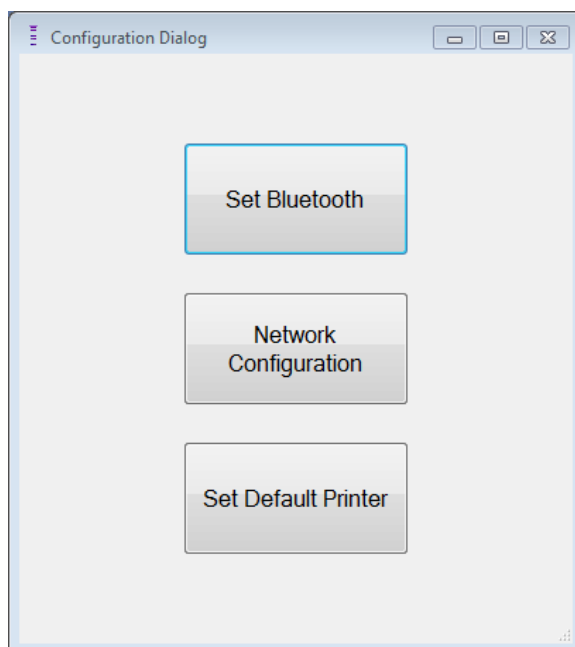 Configuration Dialog
Set Bluetooth
Network
Configuration
Set Default Printer